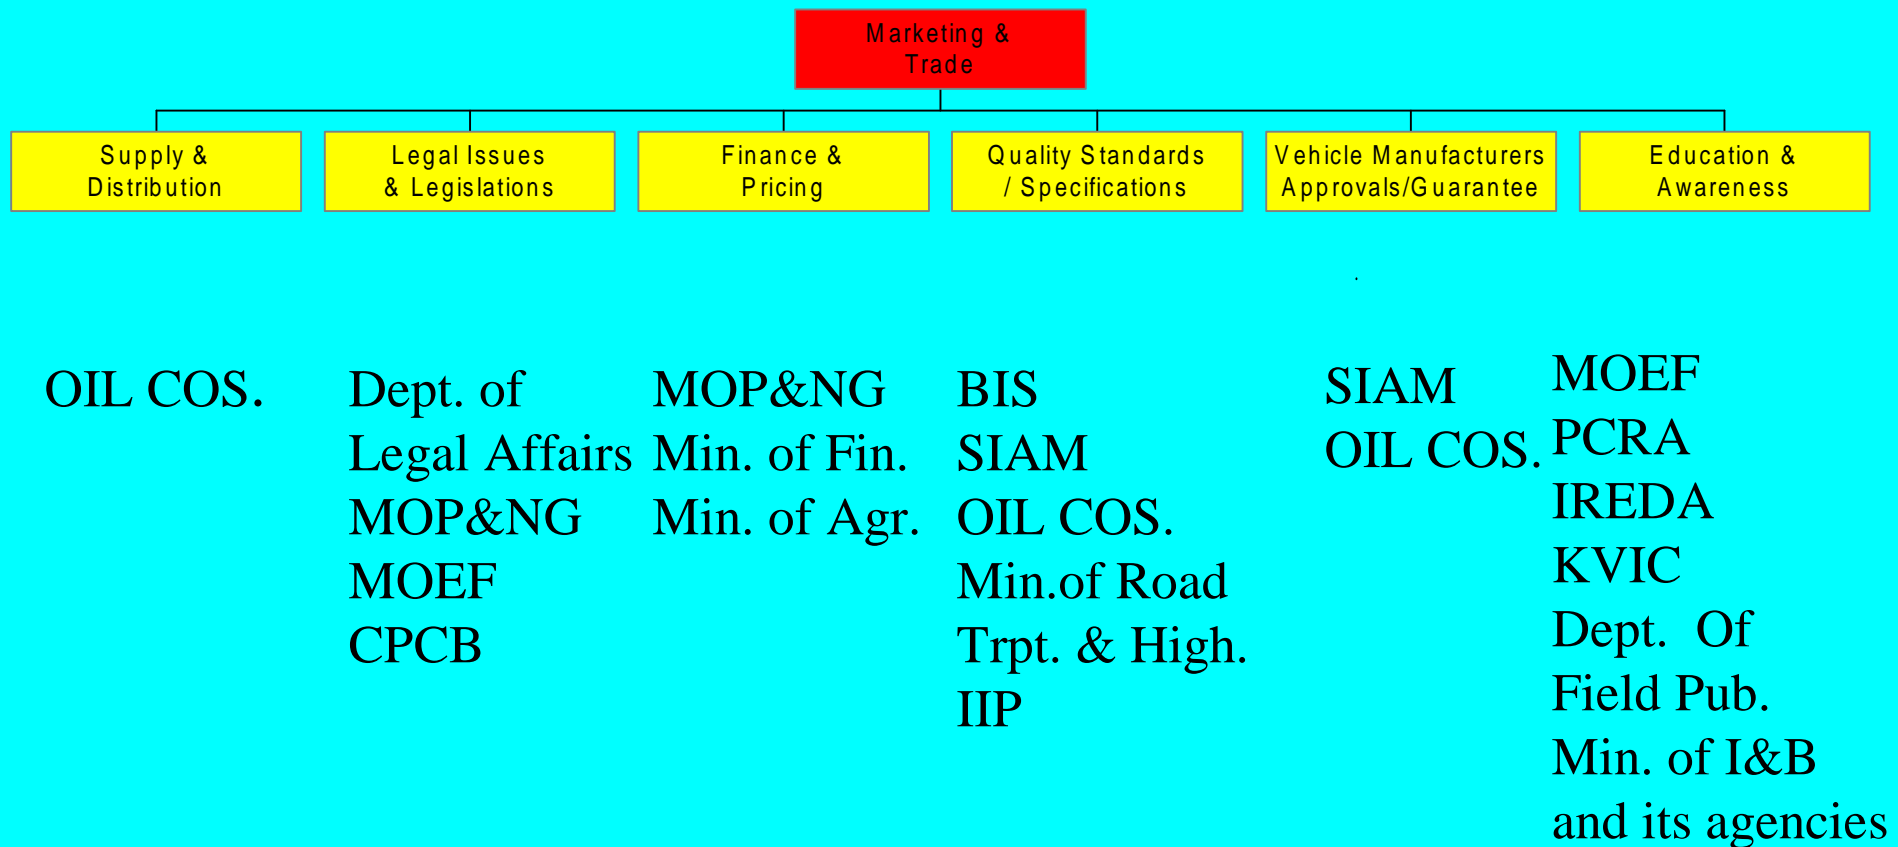 Marketing &
Trade
Supply &
Distribution
Legal Issues
& Legislations
Finance &
Pricing
Quality Standards
/ Specifications
Vehicle Manufacturers
Approvals/Guarantee
Education &
Awareness
.
OIL COS.
Dept. of
Legal Affairs
MOP&NG
MOEF
CPCB
MOP&NG
Min. of Fin.
Min. of Agr.
BIS
SIAM
OIL COS.
Min.of Road
Trpt. & High.
IIP
SIAM
OIL COS.
MOEF
PCRA
IREDA
KVIC
Dept. Of
Field Pub.
Min. of I&B
and its agencies